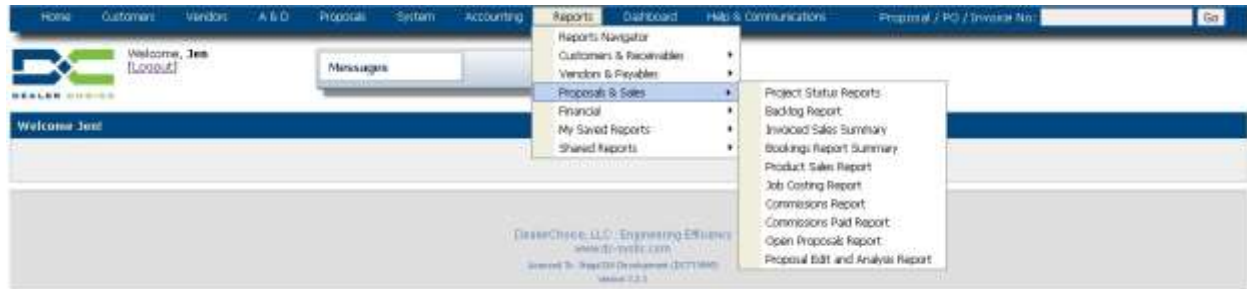 Home Customers Vendors A & D Proposals System Accounting Reports Dashboard Help & Communications Proposal / PO / Invoice No: Go
Welcome, Jen
[Logout]
Messages
DEALER CHOICE
Welcome Jen!
Reports Navigator
Customers & Receivables
Vendors & Payables
Proposals & Sales
Financial
My Saved Reports
Shared Reports
Project Status Reports
Backlog Report
Invoiced Sales Summary
Bookings Report Summary
Product Sales Report
Job Costing Report
Commissions Report
Commissions Paid Report
Open Proposals Report
Proposal Edit and Analysis Report
DealerChoice, LLC Engineering Efficiency